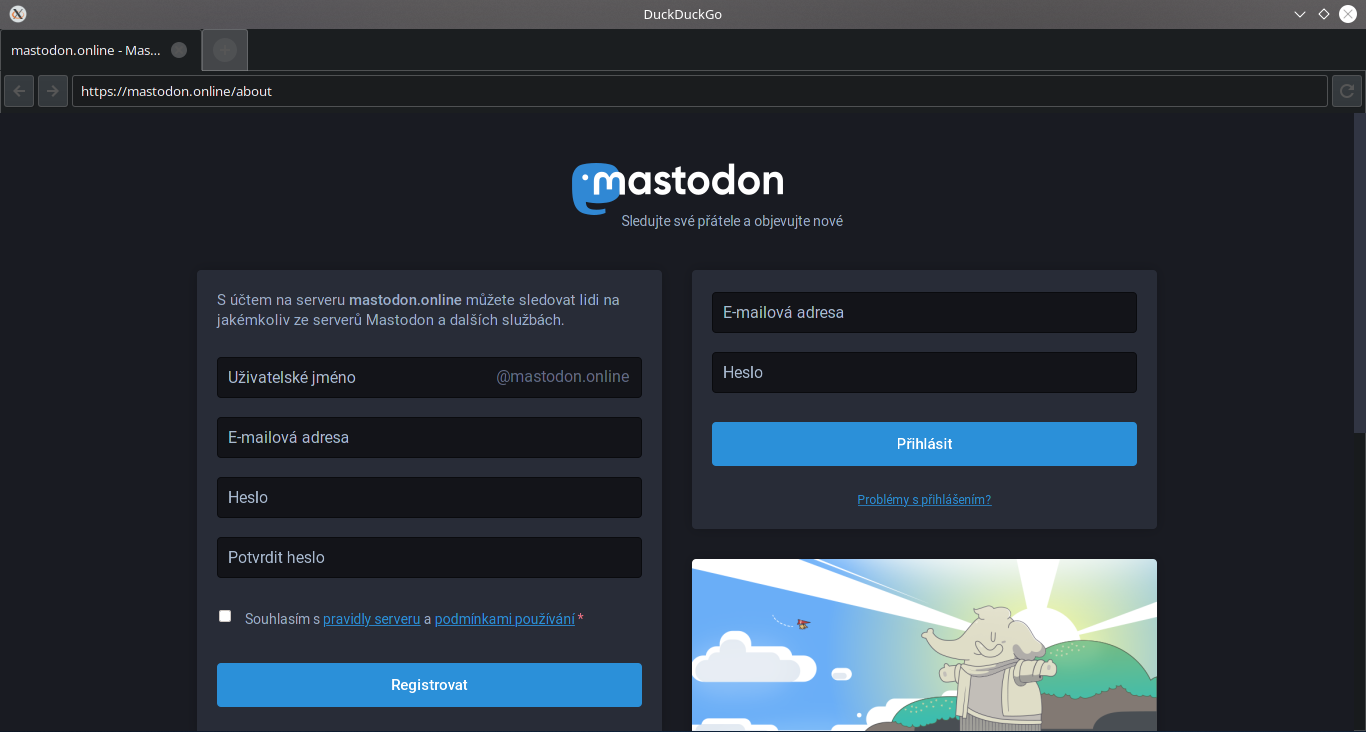 DuckDuckGo
mastodon.online - Mas...
https://mastodon.online/about
mastodon
Sledujte své přátele a objevujte nové
S účtem na serveru mastodon.online můžete sledovat lidi na
jakémkoliv ze serverů Mastodon a dalších službách.
Uživatelské jméno @mastodon.online
E-mailová adresa
Heslo
Potvrdit heslo
Souhlasím s pravidly serveru a podmínkami používání *
Registrovat
E-mailová adresa
Heslo
Přihlásit
Problémy s přihlášením?